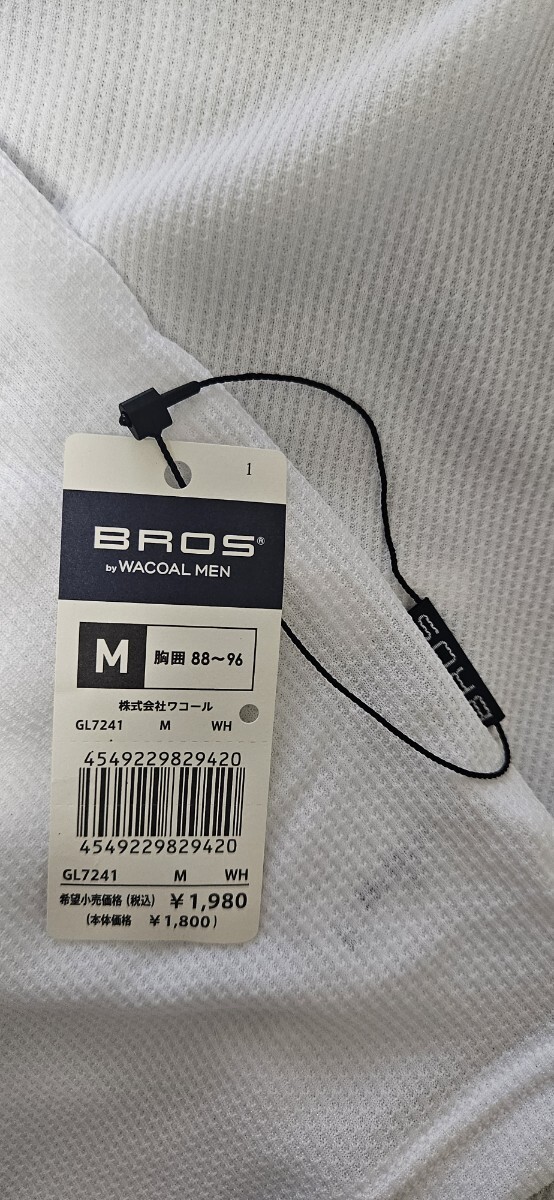 1
BROS®
by WACOAL MEN
M 胸囲 88〜96
株式会社ワコール
GL7241 M WH
4549229829420
4549229829420
GL7241 M WH
希望小売価格(税込) ¥1,980
(本体価格 ¥1,800)
BROS